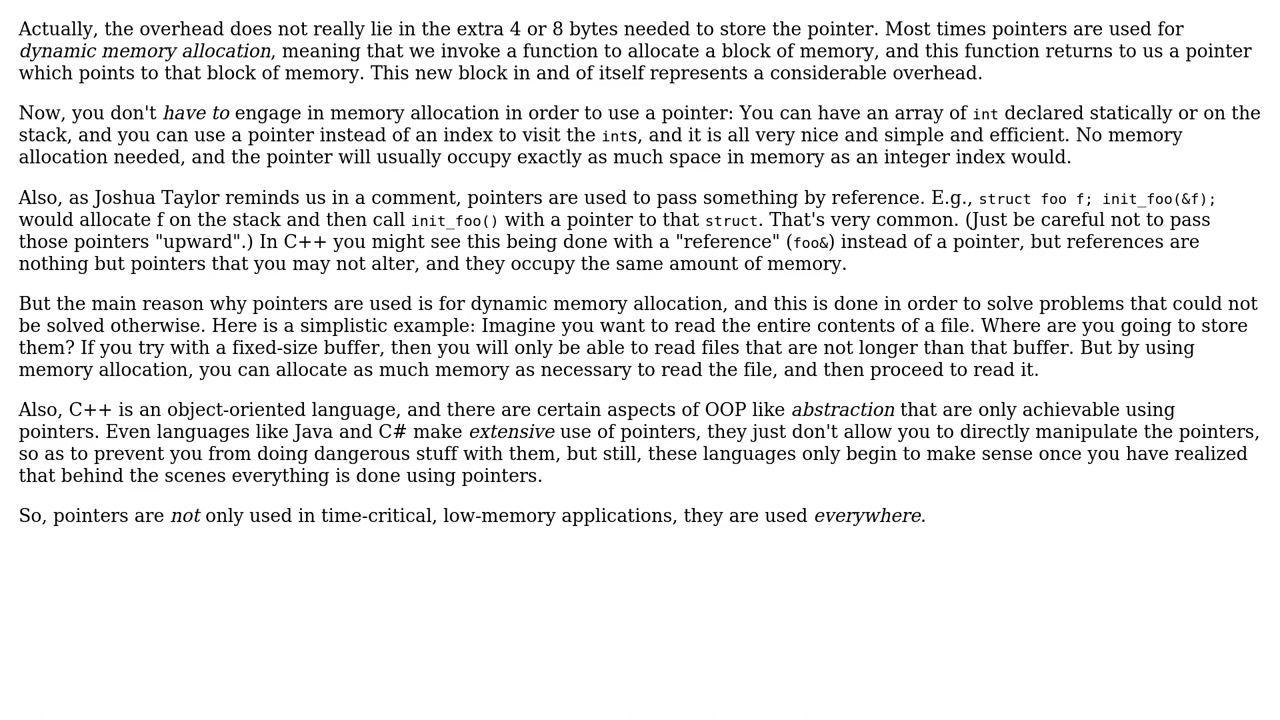 Actually, the overhead does not really lie in the extra 4 or 8 bytes needed to store the pointer. Most times pointers are used for
dynamic memory allocation, meaning that we invoke a function to allocate a block of memory, and this function returns to us a pointer
which points to that block of memory. This new block in and of itself represents a considerable overhead.
Now, you don't have to engage in memory allocation in order to use a pointer: You can have an array of int declared statically or on the
stack, and you can use a pointer instead of an index to visit the ints, and it is all very nice and simple and efficient. No memory
allocation needed, and the pointer will usually occupy exactly as much space in memory as an integer index would.
Also, as Joshua Taylor reminds us in a comment, pointers are used to pass something by reference. E.g., struct foo f; init_foo(&f);
would allocate f on the stack and then call init_foo() with a pointer to that struct. That's very common. (Just be careful not to pass
those pointers "upward".) In C++ you might see this being done with a "reference" (foo&) instead of a pointer, but references are
nothing but pointers that you may not alter, and they occupy the same amount of memory.
But the main reason why pointers are used is for dynamic memory allocation, and this is done in order to solve problems that could not
be solved otherwise. Here is a simplistic example: Imagine you want to read the entire contents of a file. Where are you going to store
them? If you try with a fixed-size buffer, then you will only be able to read files that are not longer than that buffer. But by using
memory allocation, you can allocate as much memory as necessary to read the file, and then proceed to read it.
Also, C++ is an object-oriented language, and there are certain aspects of OOP like abstraction that are only achievable using
pointers. Even languages like Java and C# make extensive use of pointers, they just don't allow you to directly manipulate the pointers,
so as to prevent you from doing dangerous stuff with them, but still, these languages only begin to make sense once you have realized
that behind the scenes everything is done using pointers.
So, pointers are not only used in time-critical, low-memory applications, they are used everywhere.